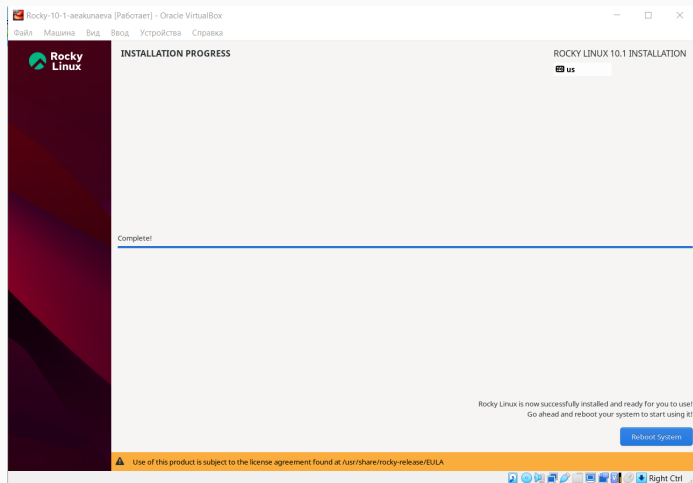 Rocky-10-1-aeakunaeva [Работает] - Oracle VirtualBox
Файл Машина Вид Ввод Устройства Справка
Rocky Linux
INSTALLATION PROGRESS
ROCKY LINUX 10.1 INSTALLATION
us
Complete!
Rocky Linux is now successfully installed and ready for you to use!
Go ahead and reboot your system to start using it!
Reboot System
Use of this product is subject to the license agreement found at /usr/share/rocky-release/EULA
Right Ctrl